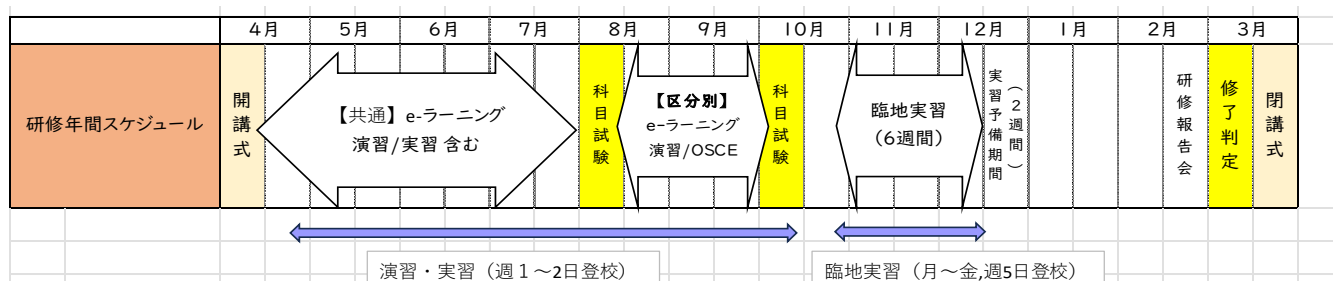 4月 5月 6月 7月 8月 9月 10月 11月 12月 1月 2月 3月
研修年間スケジュール
開講式
【共通】e-ラーニング
演習/実習 含む
科目試験
【区分別】
e-ラーニング
演習/OSCE
科目試験
臨地実習
(6週間)
実習予備期間
(2週間)
研修報告会
修了判定
閉講式
演習・実習（週１～2日登校）
臨地実習（月～金,週5日登校）